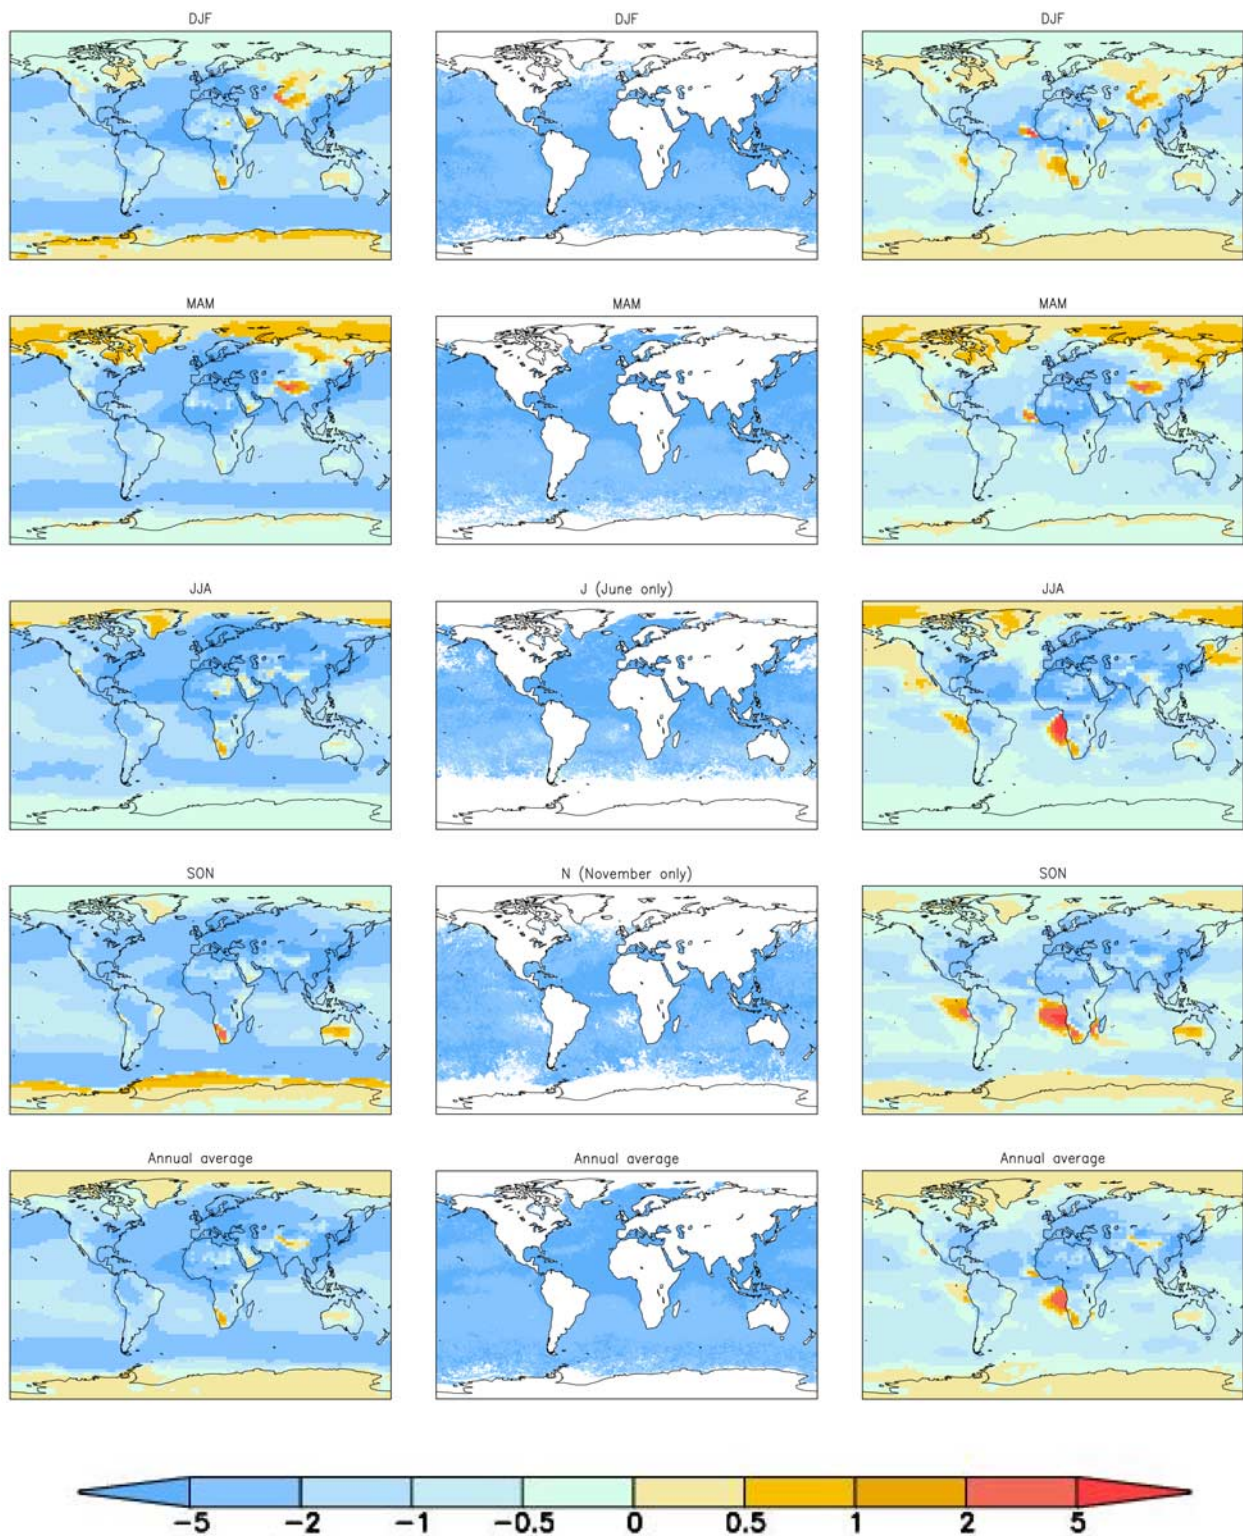 DJF DJF DJF
MAM MAM MAM
JJA J (June only) JJA
SON N (November only) SON
Annual average Annual average Annual average
−5 −2 −1 −0.5 0 0.5 1 2 5